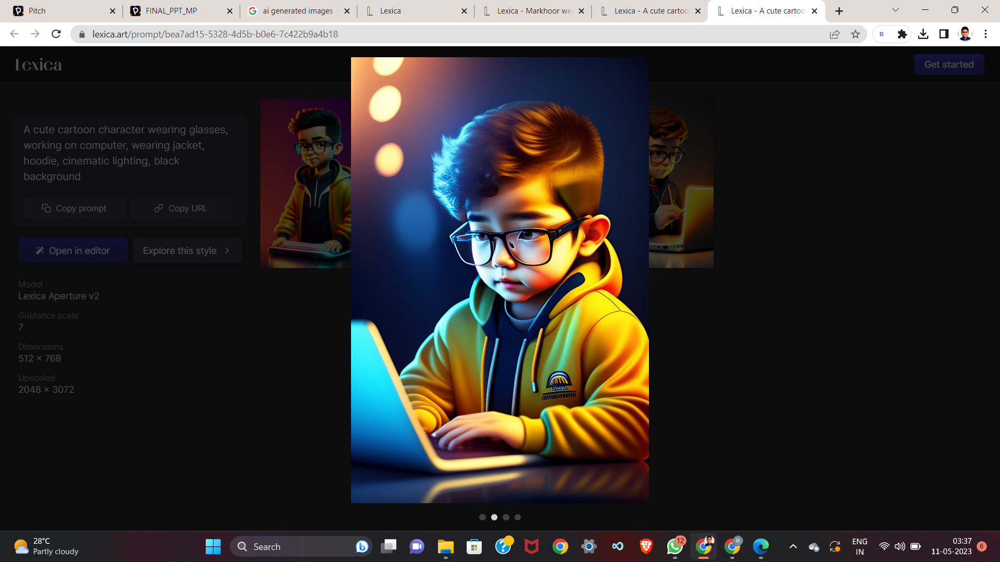 Pitch
FINAL_PPT_MP
ai generated images -
Lexica
Lexica - Markhoor we
Lexica - A cute cartoo
Lexica - A cute cartoo
lexica.art/prompt/bea7ad15-5328-4d5b-b0e6-7c422b9a4b18
B
Lexica
Get started
A cute cartoon character wearing glasses,
working on computer, wearing jacket,
hoodie, cinematic lighting, black
background
Copy prompt
Copy URL
Open in editor
Explore this style
Model
Lexica Aperture v2
Guidance scale
7
Dimensions
512 × 768
Upscaled
2048 × 3072
28°C
Partly cloudy
Search
12
R
ENG
IN
03:37
11-05-2023
6